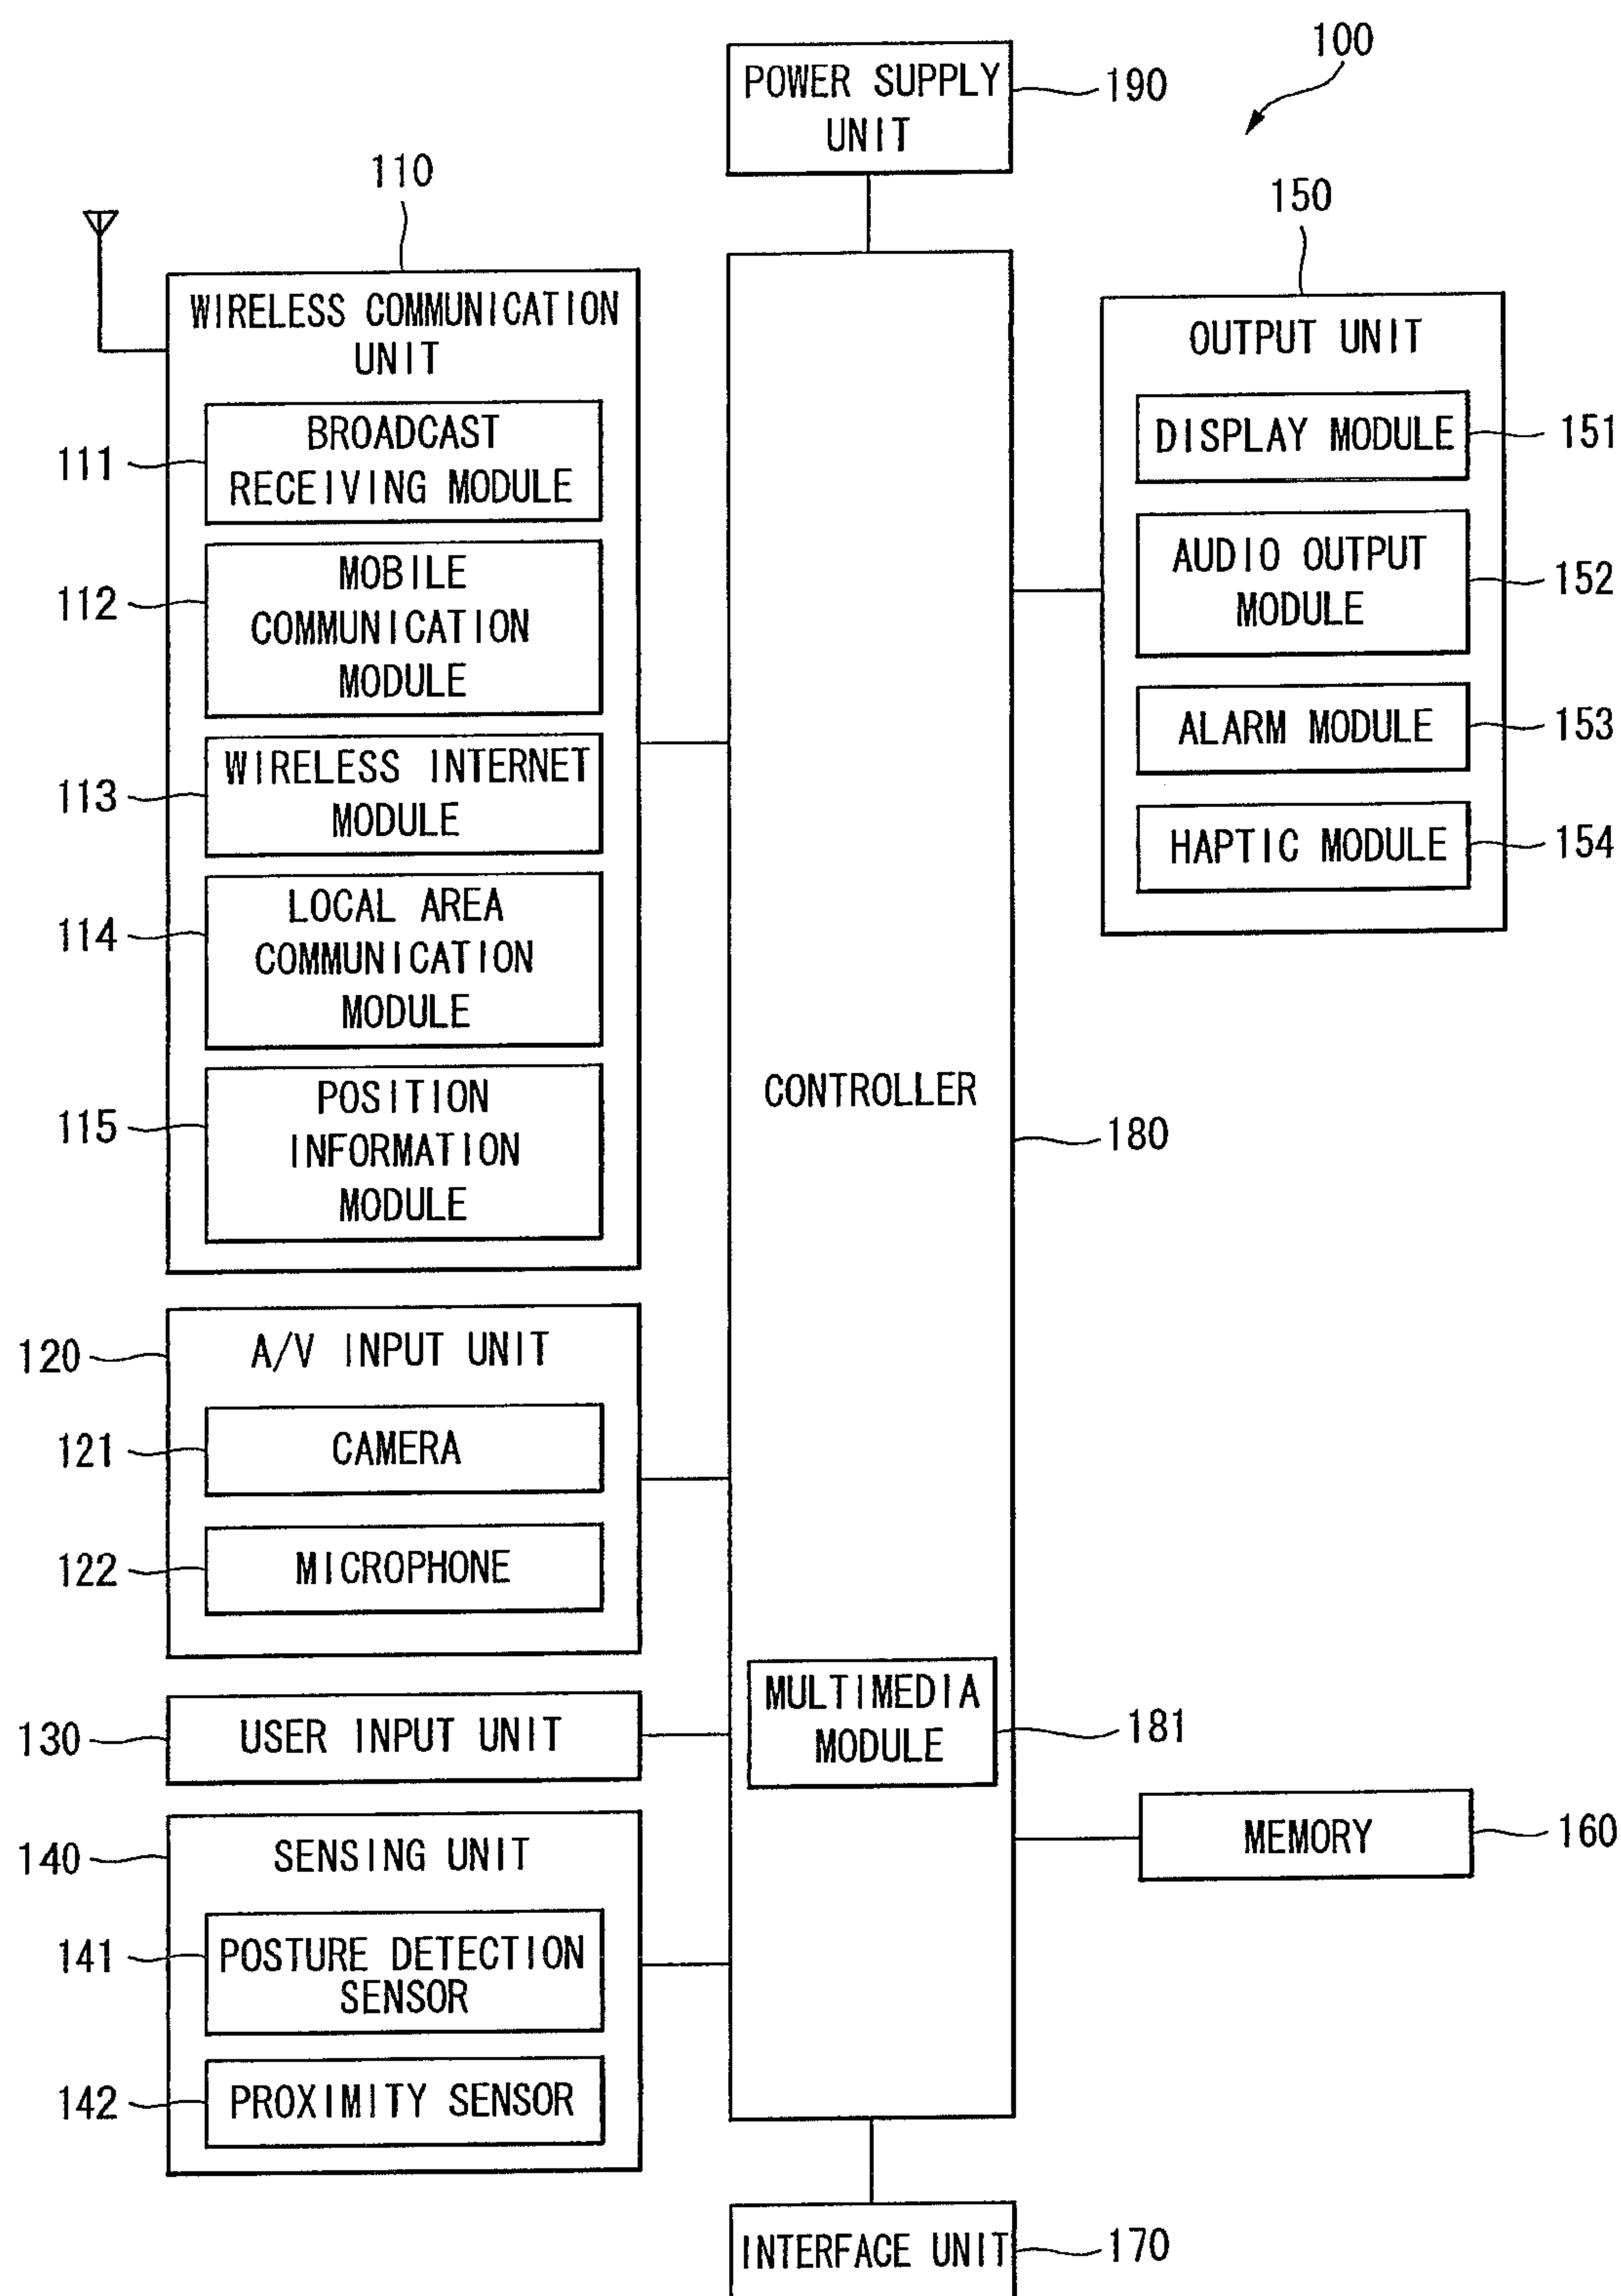 100
POWER SUPPLY
UNIT
190
110
WIRELESS COMMUNICATION
UNIT
111
BROADCAST
RECEIVING MODULE
112
MOBILE
COMMUNICATION
MODULE
113
WIRELESS INTERNET
MODULE
114
LOCAL AREA
COMMUNICATION
MODULE
115
POSITION
INFORMATION
MODULE
120
A/V INPUT UNIT
121
CAMERA
122
MICROPHONE
130
USER INPUT UNIT
140
SENSING UNIT
141
POSTURE DETECTION
SENSOR
142
PROXIMITY SENSOR
CONTROLLER
180
MULTIMEDIA
MODULE
181
150
OUTPUT UNIT
DISPLAY MODULE
151
AUDIO OUTPUT
MODULE
152
ALARM MODULE
153
HAPTIC MODULE
154
MEMORY
160
INTERFACE UNIT
170